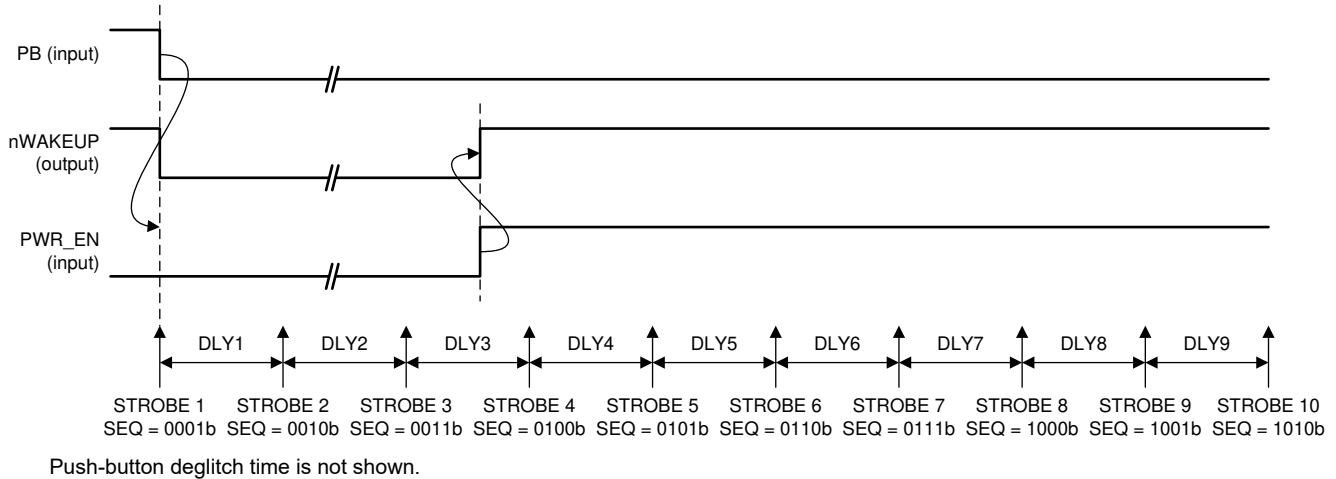 PB (input)
nWAKEUP
(output)
PWR_EN
(input)
DLY1 DLY2 DLY3 DLY4 DLY5 DLY6 DLY7 DLY8 DLY9
STROBE 1 STROBE 2 STROBE 3 STROBE 4 STROBE 5 STROBE 6 STROBE 7 STROBE 8 STROBE 9 STROBE 10
SEQ = 0001b SEQ = 0010b SEQ = 0011b SEQ = 0100b SEQ = 0101b SEQ = 0110b SEQ = 0111b SEQ = 1000b SEQ = 1001b SEQ = 1010b
Push-button deglitch time is not shown.